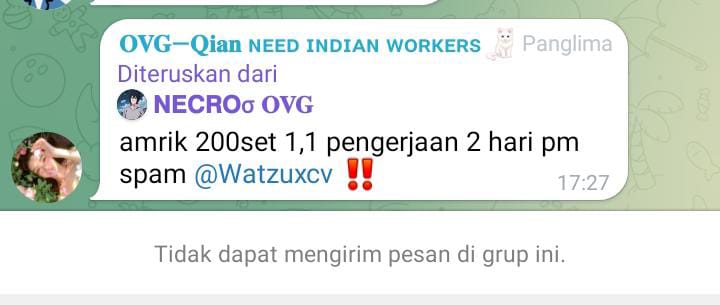 OVG—Qian NEED INDIAN WORKERS Panglima
Diteruskan dari
NECROσ OVG
amrik 200set 1,1 pengerjaan 2 hari pm
spam @Watzuxcv ‼️
17:27
Tidak dapat mengirim pesan di grup ini.